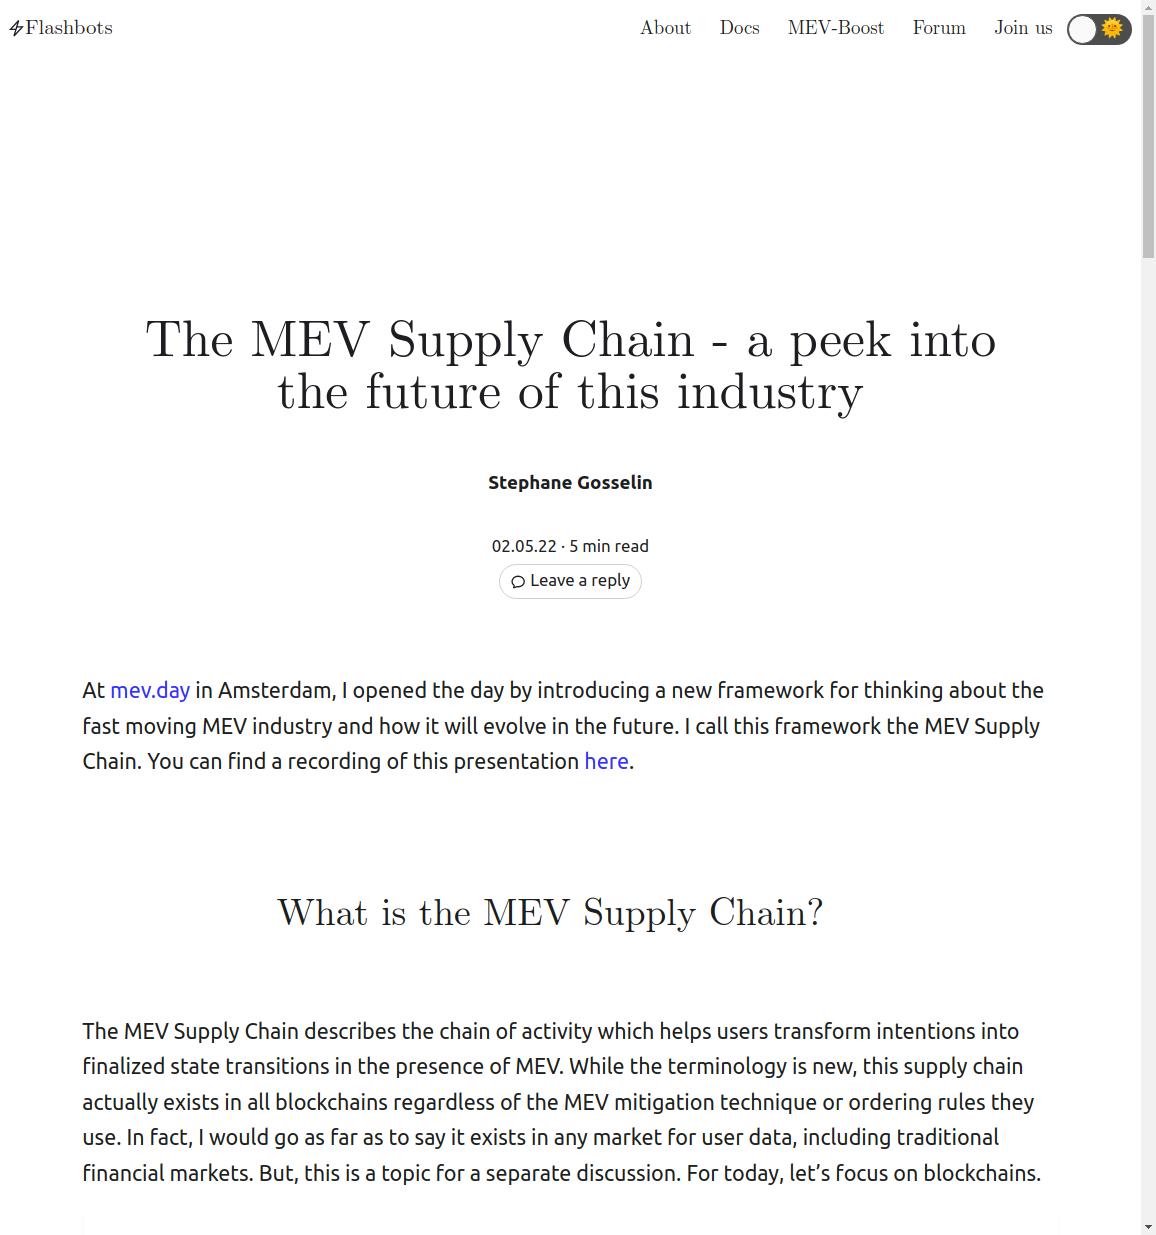 Flashbots
About Docs MEV-Boost Forum Join us
The MEV Supply Chain - a peek into
the future of this industry
Stephane Gosselin
02.05.22 · 5 min read
Leave a reply
At mev.day in Amsterdam, I opened the day by introducing a new framework for thinking about the
fast moving MEV industry and how it will evolve in the future. I call this framework the MEV Supply
Chain. You can find a recording of this presentation here.
What is the MEV Supply Chain?
The MEV Supply Chain describes the chain of activity which helps users transform intentions into
finalized state transitions in the presence of MEV. While the terminology is new, this supply chain
actually exists in all blockchains regardless of the MEV mitigation technique or ordering rules they
use. In fact, I would go as far as to say it exists in any market for user data, including traditional
financial markets. But, this is a topic for a separate discussion. For today, let’s focus on blockchains.